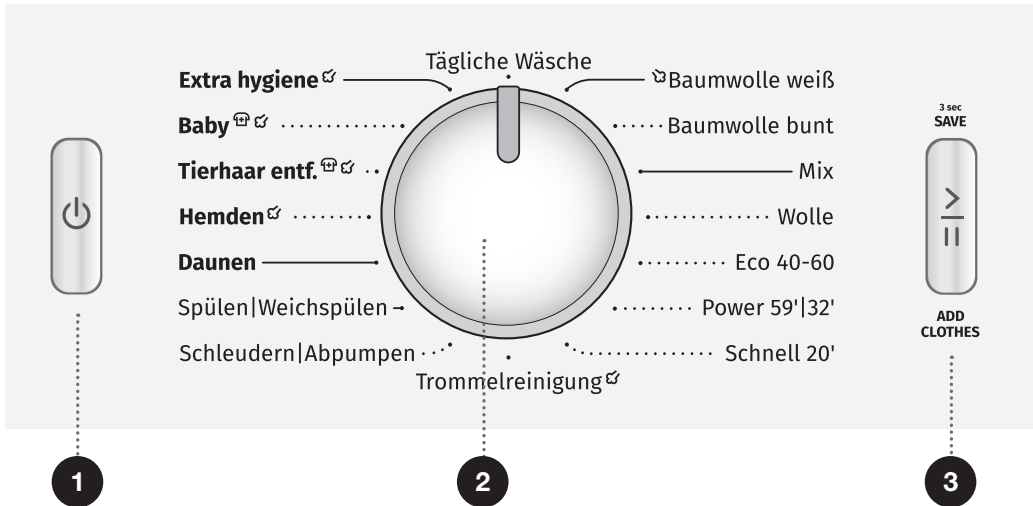 Tägliche Wäsche
Extra hygiene
Baumwolle weiß
Baby
Baumwolle bunt
Tierhaar entf.
Mix
Hemden
Wolle
Daunen
Eco 40-60
Spülen|Weichspülen
Power 59'|32'
Schleudern|Abpumpen
Schnell 20'
Trommelreinigung
3 sec
SAVE
ADD
CLOTHES
1
2
3